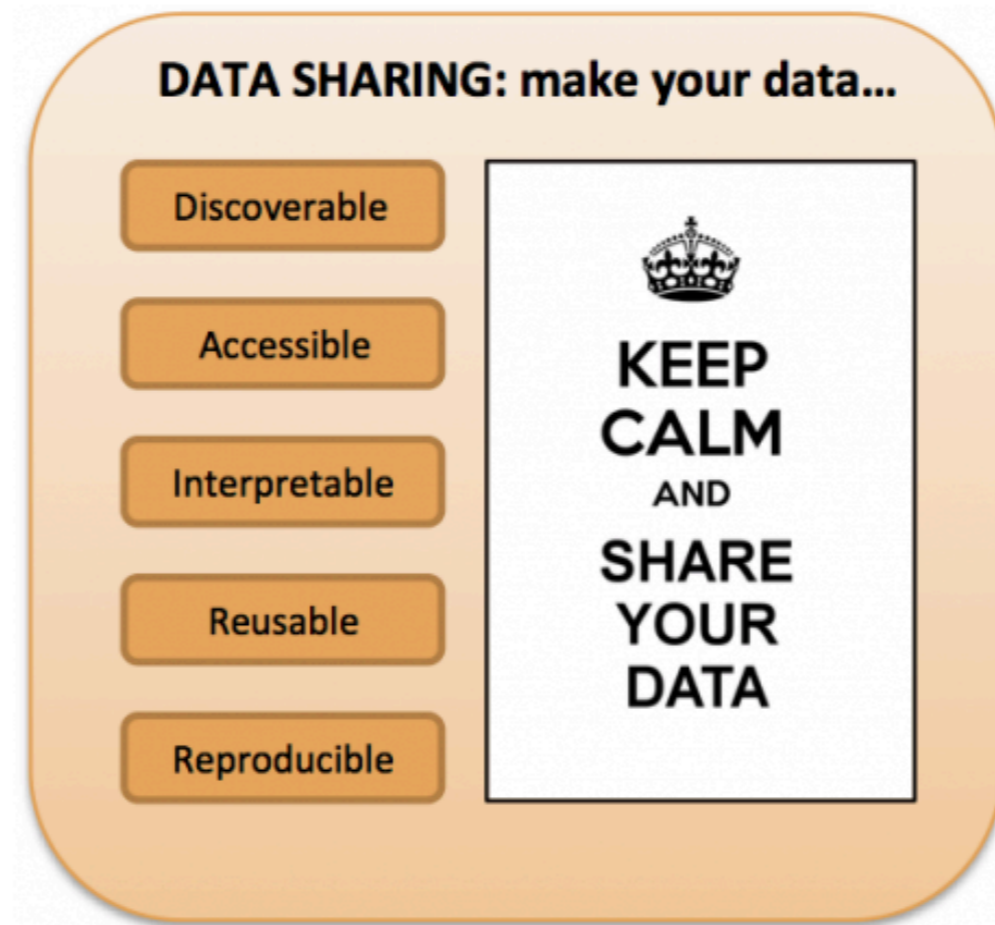 DATA SHARING: make your data...
Discoverable
Accessible
Interpretable
Reusable
Reproducible
KEEP
CALM
AND
SHARE
YOUR
DATA